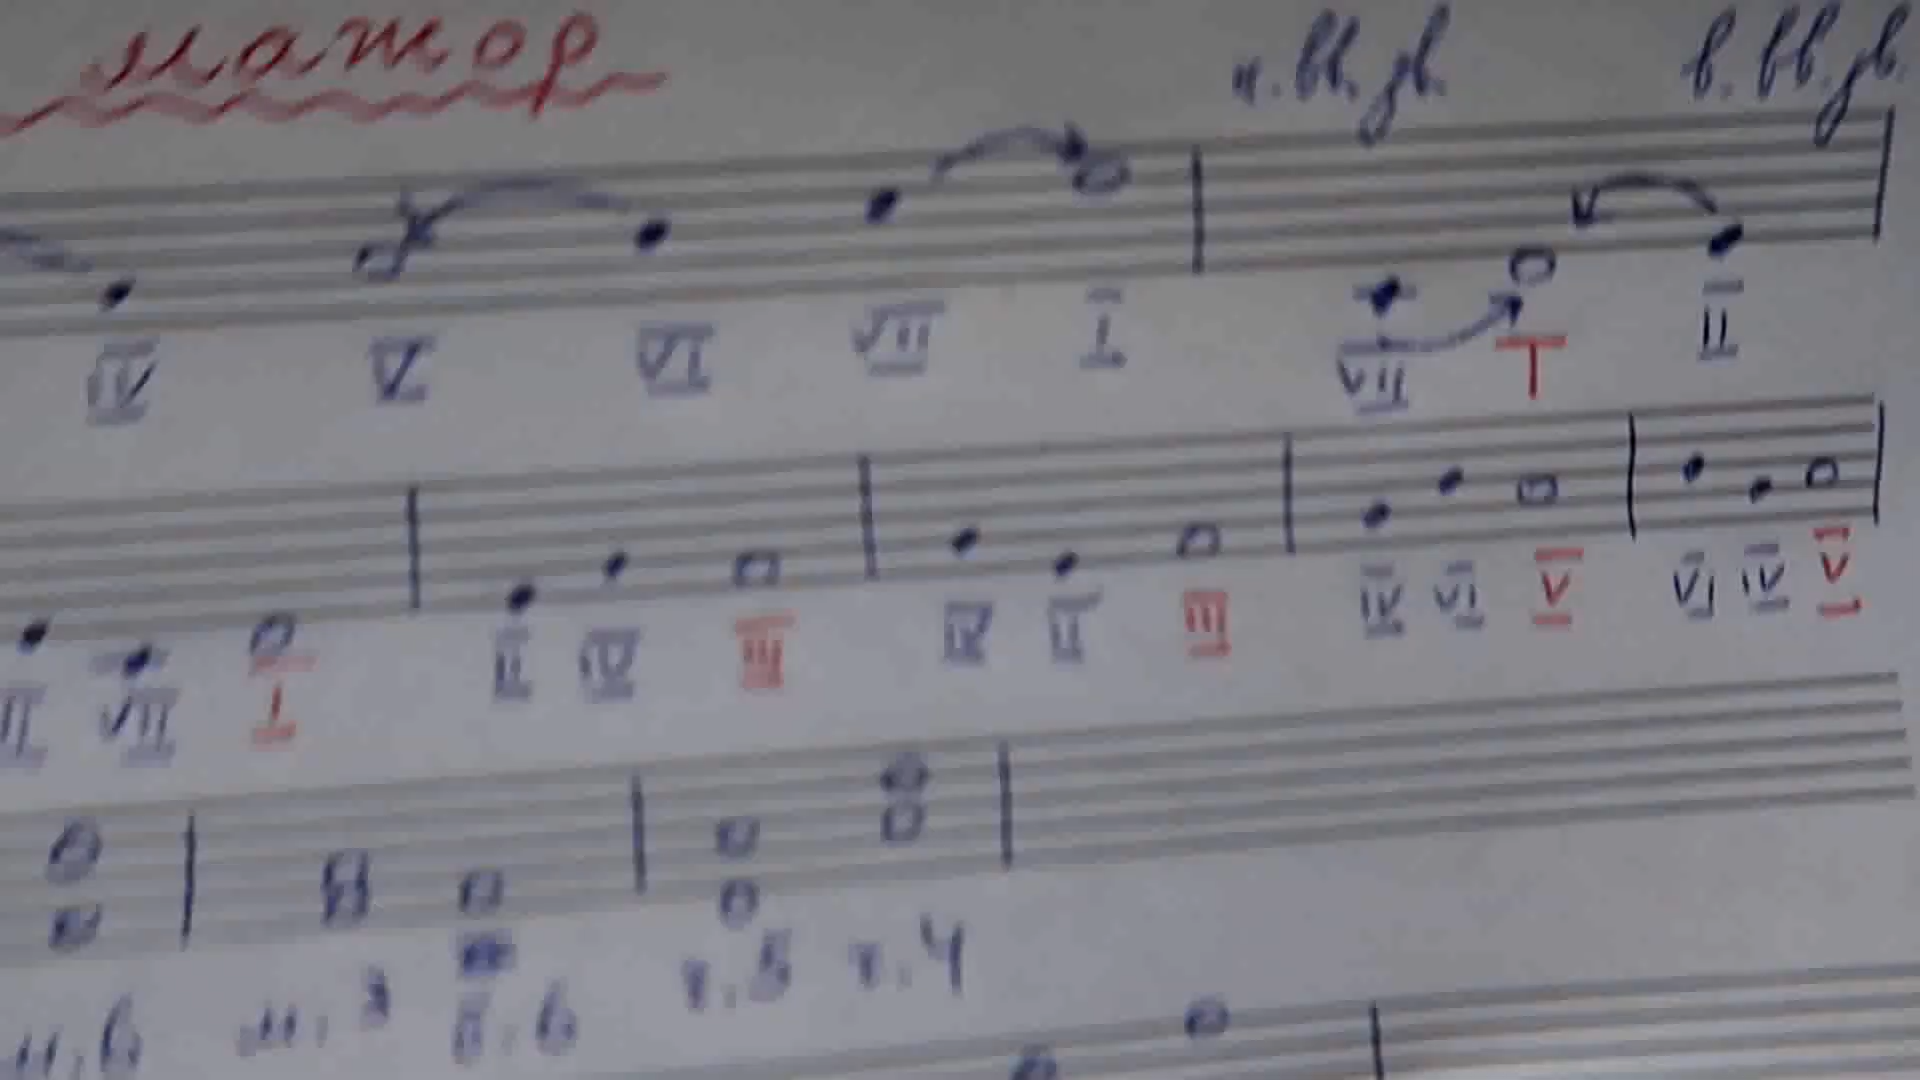 мажор
н. вв. зв. в. вв. зв.
IV V VI VII I VII T II
II VII I II IV III IV II III IV VI V VI IV V
м. 6 м. 3 б. 6 ч. 5 ч. 4